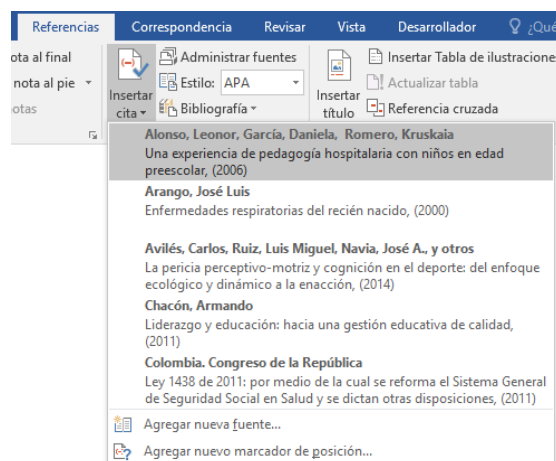 Referencias Correspondencia Revisar Vista Desarrollador ¿Qué
ota al final
nota al pie
otas
Insertar
cita
Administrar fuentes
Estilo: APA
Bibliografía
Insertar
título
Insertar Tabla de ilustracione
Actualizar tabla
Referencia cruzada
Alonso, Leonor, García, Daniela, Romero, Kruskaia
Una experiencia de pedagogía hospitalaria con niños en edad
preescolar, (2006)
Arango, José Luis
Enfermedades respiratorias del recién nacido, (2000)
Avilés, Carlos, Ruiz, Luis Miguel, Navia, José A., y otros
La pericia perceptivo-motriz y cognición en el deporte: del enfoque
ecológico y dinámico a la enacción, (2014)
Chacón, Armando
Liderazgo y educación: hacia una gestión educativa de calidad,
(2011)
Colombia. Congreso de la República
Ley 1438 de 2011: por medio de la cual se reforma el Sistema General
de Seguridad Social en Salud y se dictan otras disposiciones, (2011)
Agregar nueva fuente...
Agregar nuevo marcador de posición...